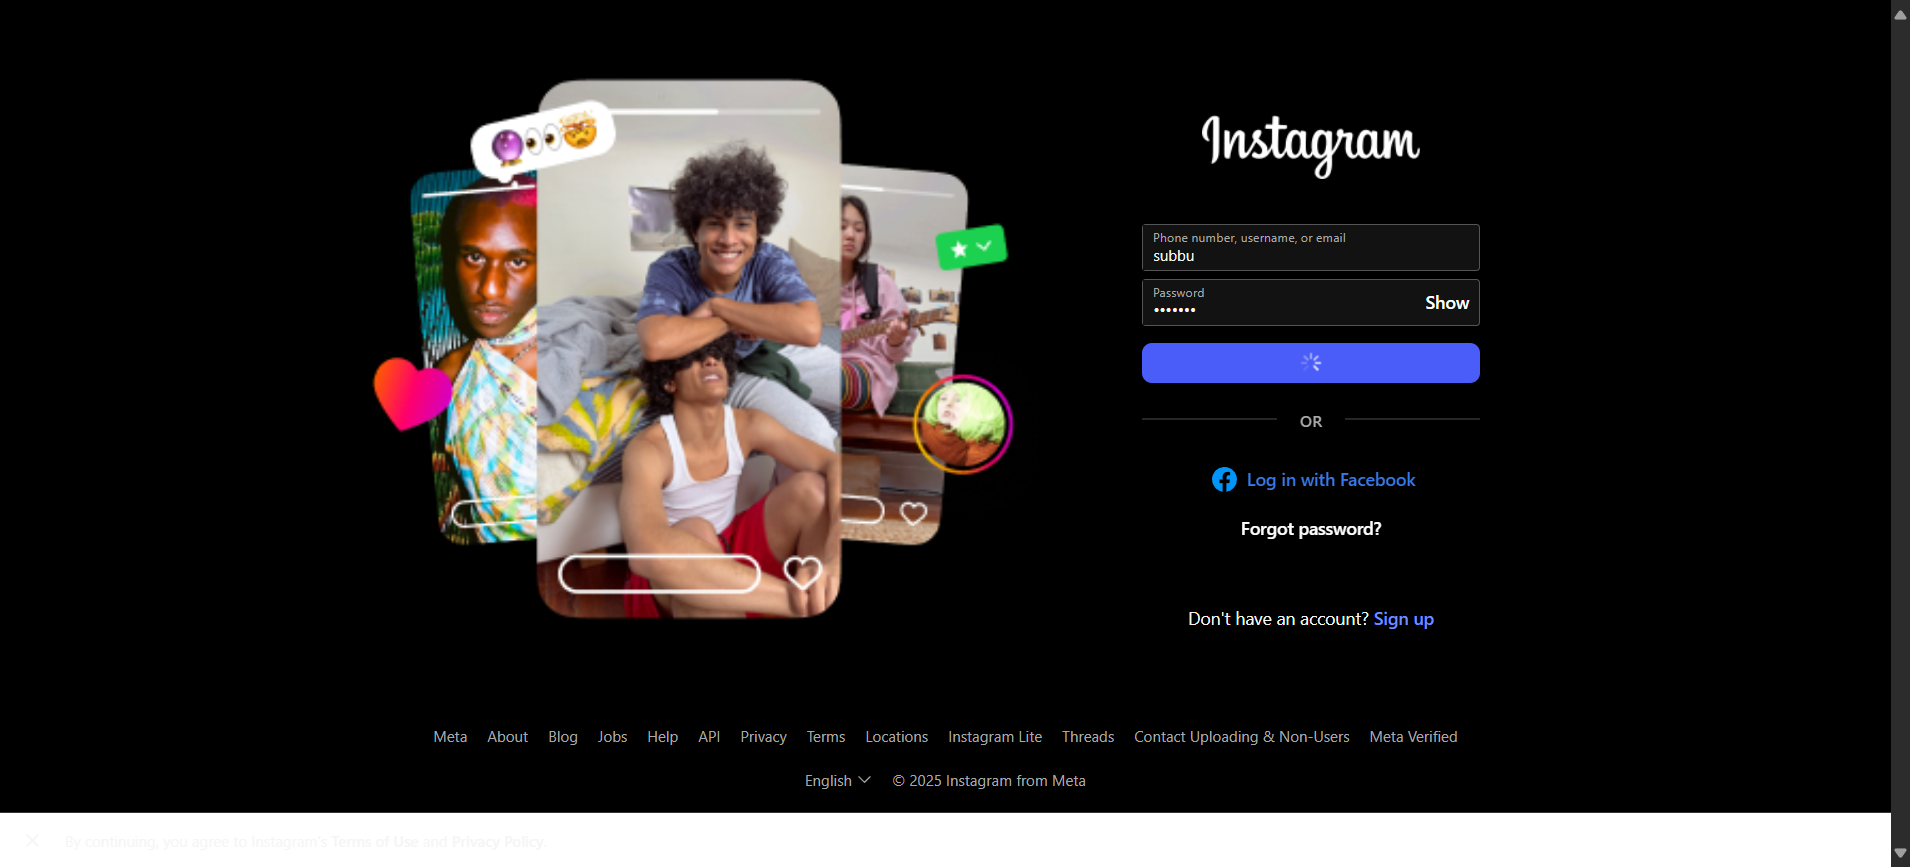 Instagram
Phone number, username, or email
subbu
Password
•••••••
Show
OR
Log in with Facebook
Forgot password?
Don't have an account? Sign up
Meta About Blog Jobs Help API Privacy Terms Locations Instagram Lite Threads Contact Uploading & Non-Users Meta Verified
English © 2025 Instagram from Meta
By continuing, you agree to Instagram's Terms of Use and Privacy Policy.